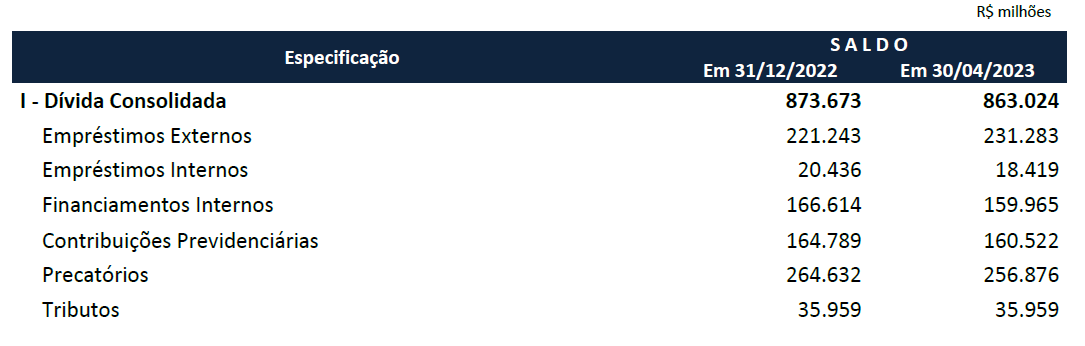 R$ milhões
Especificação
S A L D O
Em 31/12/2022 Em 30/04/2023
I - Dívida Consolidada 873.673 863.024
Empréstimos Externos 221.243 231.283
Empréstimos Internos 20.436 18.419
Financiamentos Internos 166.614 159.965
Contribuições Previdenciárias 164.789 160.522
Precatórios 264.632 256.876
Tributos 35.959 35.959